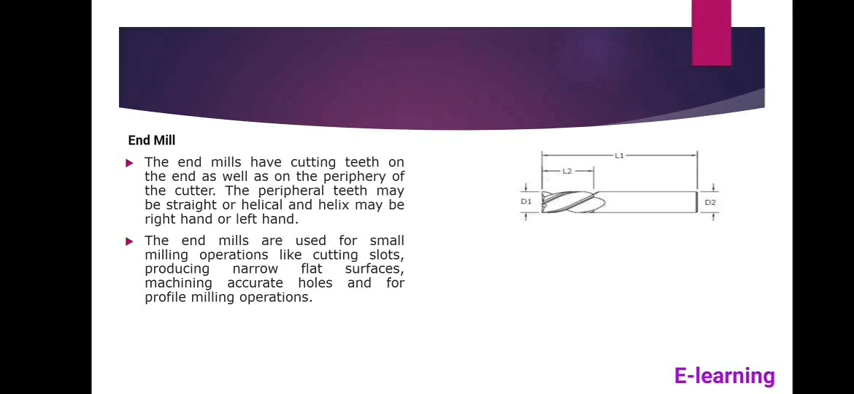 End Mill
The end mills have cutting teeth on
the end as well as on the periphery of
the cutter. The peripheral teeth may
be straight or helical and helix may be
right hand or left hand.
The end mills are used for small
milling operations like cutting slots,
producing narrow flat surfaces,
machining accurate holes and for
profile milling operations.
L1
L2
D1
D2
E-learning